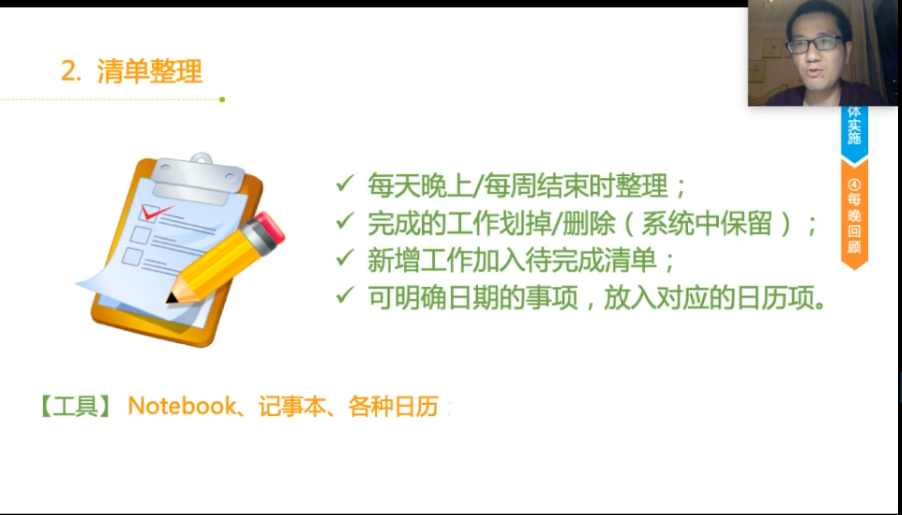 2. 清单整理
体实施
④每晚回顾
✓ 每天晚上/每周结束时整理；
✓ 完成的工作划掉/删除（系统中保留）；
✓ 新增工作加入待完成清单；
✓ 可明确日期的事项，放入对应的日历项。
【工具】 Notebook、记事本、各种日历；